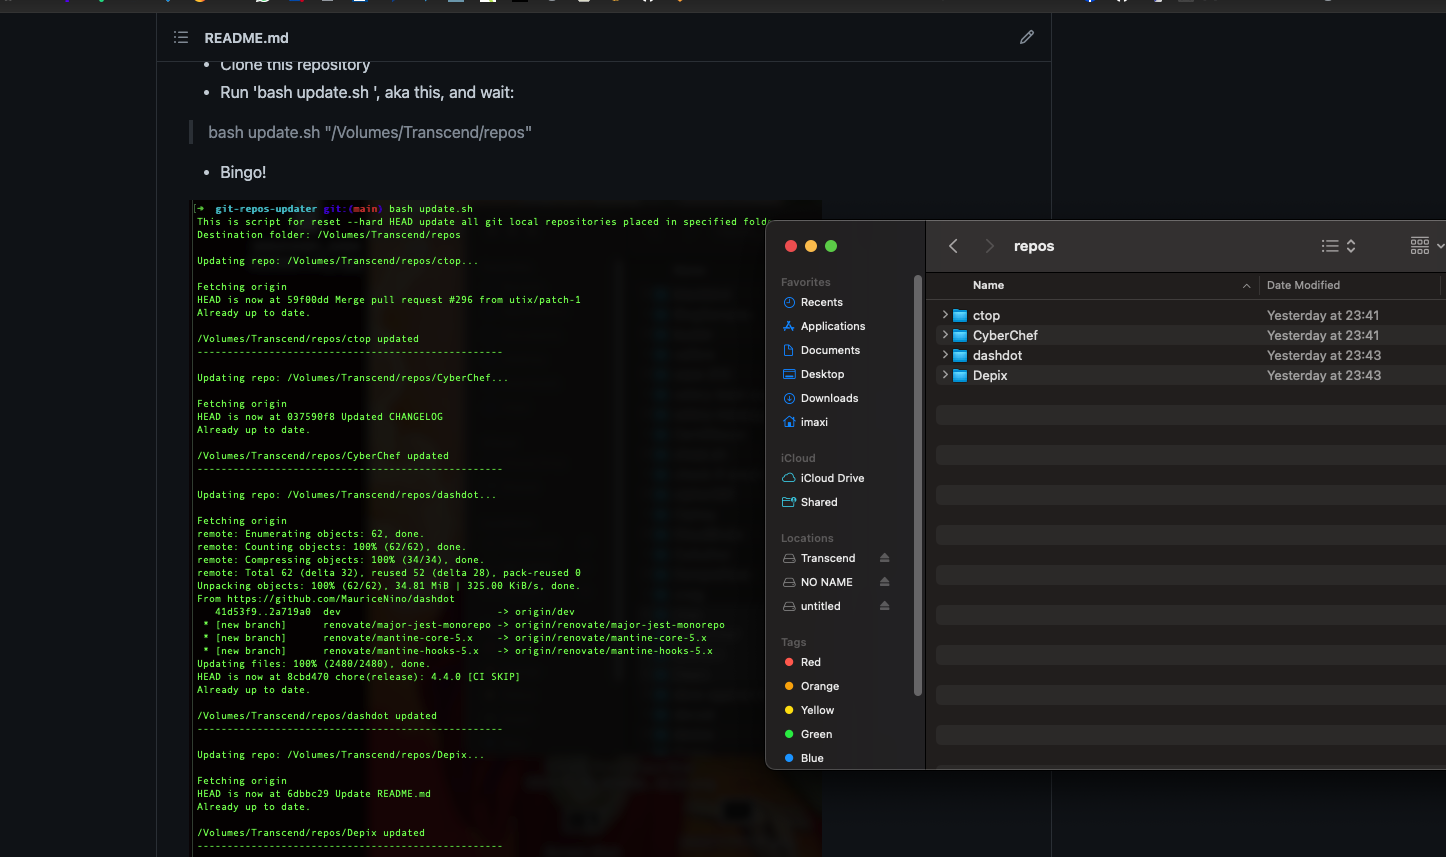 README.md
Clone this repository
Run 'bash update.sh ', aka this, and wait:
bash update.sh "/Volumes/Transcend/repos"
Bingo!
[➜ git-repos-updater git:(main) bash update.sh
This is script for reset --hard HEAD update all git local repositories placed in specified fold
Destination folder: /Volumes/Transcend/repos
Updating repo: /Volumes/Transcend/repos/ctop...
Fetching origin
HEAD is now at 59f00dd Merge pull request #296 from utix/patch-1
Already up to date.
/Volumes/Transcend/repos/ctop updated
---------------------------------------------------
Updating repo: /Volumes/Transcend/repos/CyberChef...
Fetching origin
HEAD is now at 037590f8 Updated CHANGELOG
Already up to date.
/Volumes/Transcend/repos/CyberChef updated
---------------------------------------------------
Updating repo: /Volumes/Transcend/repos/dashdot...
Fetching origin
remote: Enumerating objects: 62, done.
remote: Counting objects: 100% (62/62), done.
remote: Compressing objects: 100% (34/34), done.
remote: Total 62 (delta 32), reused 52 (delta 28), pack-reused 0
Unpacking objects: 100% (62/62), 34.81 MiB | 325.00 KiB/s, done.
From https://github.com/MauriceNino/dashdot
41d53f9..2a719a0 dev -> origin/dev
* [new branch] renovate/major-jest-monorepo -> origin/renovate/major-jest-monorepo
* [new branch] renovate/mantine-core-5.x -> origin/renovate/mantine-core-5.x
* [new branch] renovate/mantine-hooks-5.x -> origin/renovate/mantine-hooks-5.x
Updating files: 100% (2480/2480), done.
HEAD is now at 8cbd470 chore(release): 4.4.0 [CI SKIP]
Already up to date.
/Volumes/Transcend/repos/dashdot updated
---------------------------------------------------
Updating repo: /Volumes/Transcend/repos/Depix...
Fetching origin
HEAD is now at 6dbbc29 Update README.md
Already up to date.
/Volumes/Transcend/repos/Depix updated
---------------------------------------------------
repos
Favorites
Recents
Applications
Documents
Desktop
Downloads
imaxi
iCloud
iCloud Drive
Shared
Locations
Transcend
NO NAME
untitled
Tags
Red
Orange
Yellow
Green
Blue
Name Date Modified
ctop Yesterday at 23:41
CyberChef Yesterday at 23:41
dashdot Yesterday at 23:43
Depix Yesterday at 23:43